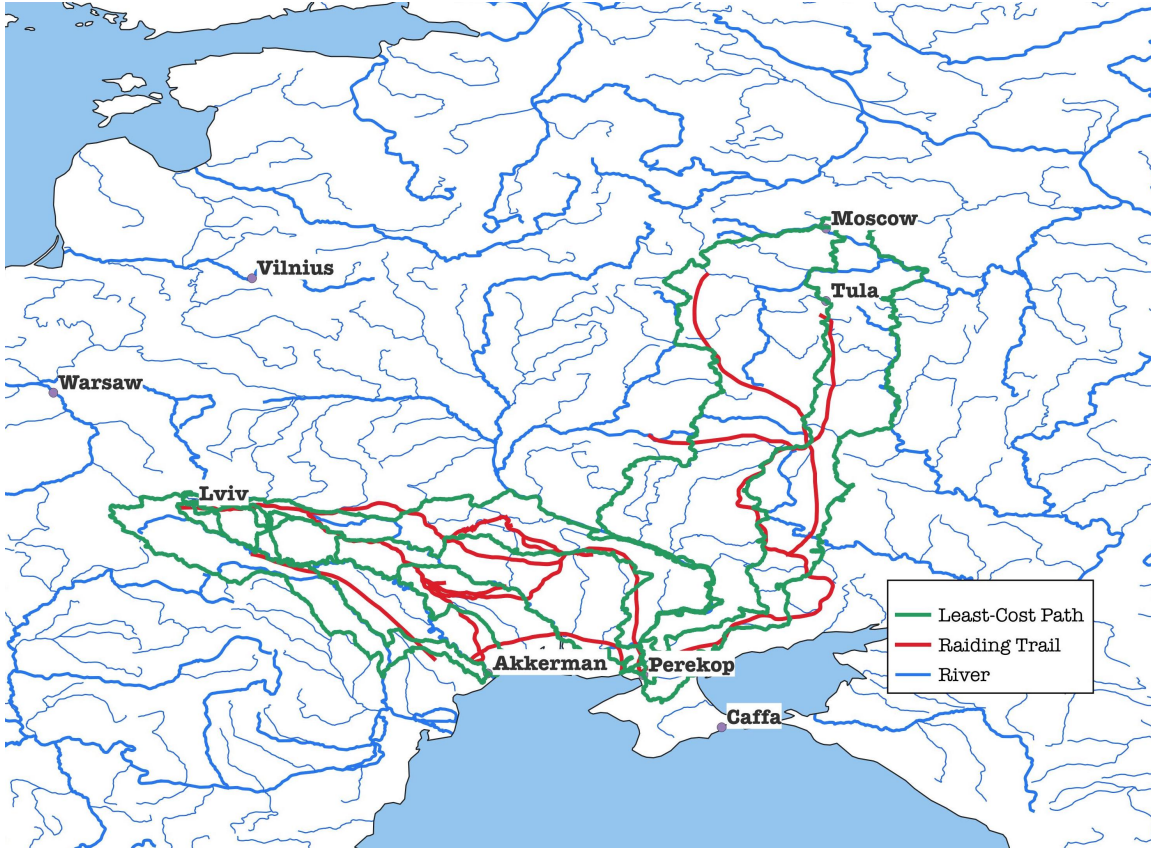 Moscow
Vilnius
Tula
Warsaw
Lviv
Least-Cost Path
Raiding Trail
River
Akkerman
Perekop
Caffa